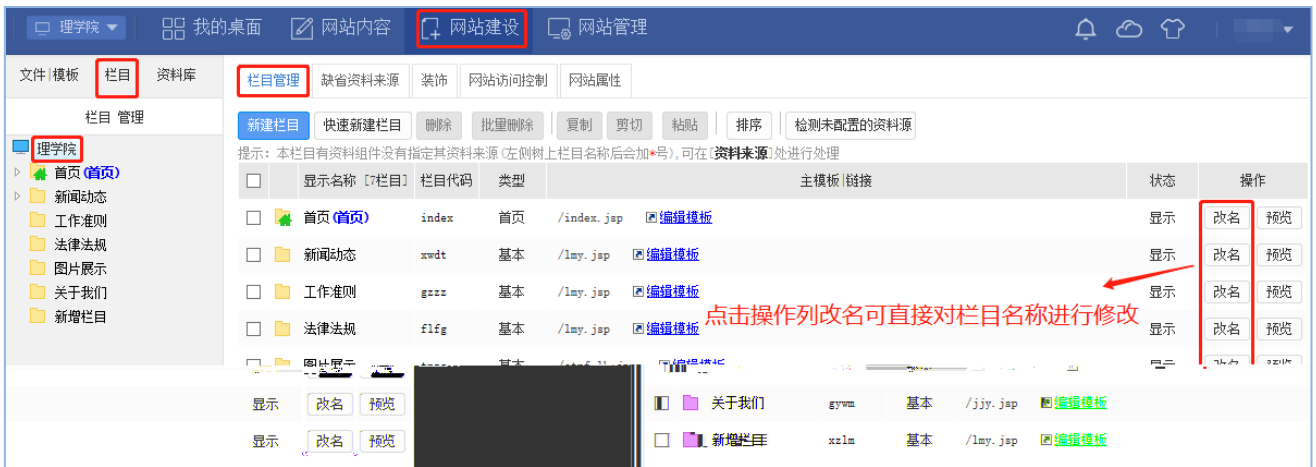 理学院 我的桌面 网站内容 网站建设 网站管理
文件|模板 栏目 资料库
栏目管理 缺省资料来源 装饰 网站访问控制 网站属性
栏目 管理
新建栏目 快速新建栏目 删除 批量删除 复制 剪切 粘贴 排序 检测未配置的资料源
提示：本栏目有资料组件没有指定其资料来源(左侧树上栏目名称后会加*号),可在[资料来源]处进行处理
理学院
首页(首页)
新闻动态
工作准则
法律法规
图片展示
关于我们
新增栏目
显示名称 [7栏目] 栏目代码 类型 主模板|链接 状态 操作
首页(首页) index 首页 /index.jsp 编辑模板 显示 改名 预览
新闻动态 xwdt 基本 /lmy.jsp 编辑模板 显示 改名 预览
工作准则 gzzz 基本 /lmy.jsp 编辑模板 显示 改名 预览
点击操作列改名可直接对栏目名称进行修改
法律法规 flfg 基本 /lmy.jsp 编辑模板 显示 改名 预览
显示 改名 预览 关于我们 gywm 基本 /jjy.jsp 编辑模板
显示 改名 预览 新增栏目 xzlm 基本 /lmy.jsp 编辑模板